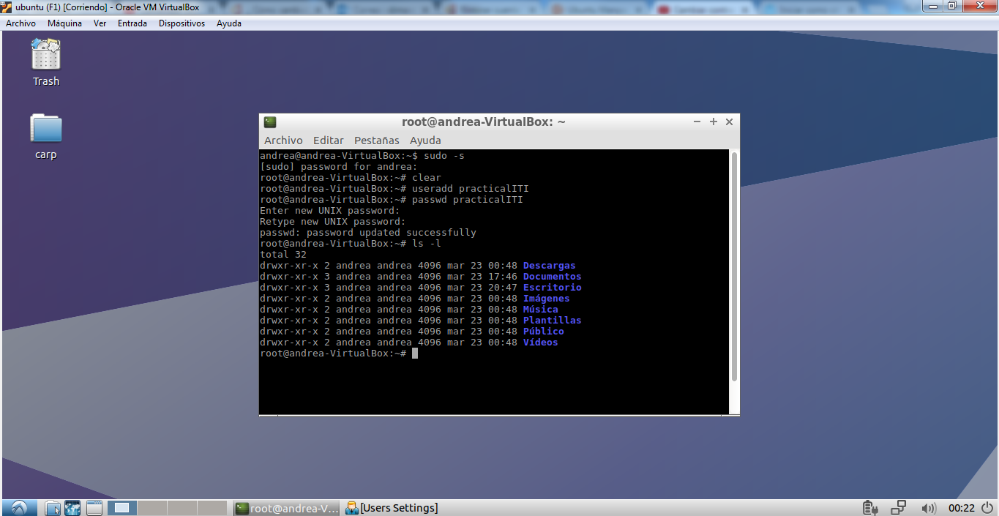 ubuntu (F1) [Corriendo] - Oracle VM VirtualBox
Archivo Máquina Ver Entrada Dispositivos Ayuda
Trash
carp
root@andrea-VirtualBox: ~
Archivo Editar Pestañas Ayuda
andrea@andrea-VirtualBox:~$ sudo -s
[sudo] password for andrea:
root@andrea-VirtualBox:~# clear
root@andrea-VirtualBox:~# useradd practicalITI
root@andrea-VirtualBox:~# passwd practicalITI
Enter new UNIX password:
Retype new UNIX password:
passwd: password updated successfully
root@andrea-VirtualBox:~# ls -l
total 32
drwxr-xr-x 2 andrea andrea 4096 mar 23 00:48 Descargas
drwxr-xr-x 3 andrea andrea 4096 mar 23 17:46 Documentos
drwxr-xr-x 3 andrea andrea 4096 mar 23 20:47 Escritorio
drwxr-xr-x 2 andrea andrea 4096 mar 23 00:48 Imágenes
drwxr-xr-x 2 andrea andrea 4096 mar 23 00:48 Música
drwxr-xr-x 2 andrea andrea 4096 mar 23 00:48 Plantillas
drwxr-xr-x 2 andrea andrea 4096 mar 23 00:48 Público
drwxr-xr-x 2 andrea andrea 4096 mar 23 00:48 Vídeos
root@andrea-VirtualBox:~#
root@andrea-V... [Users Settings] 00:22